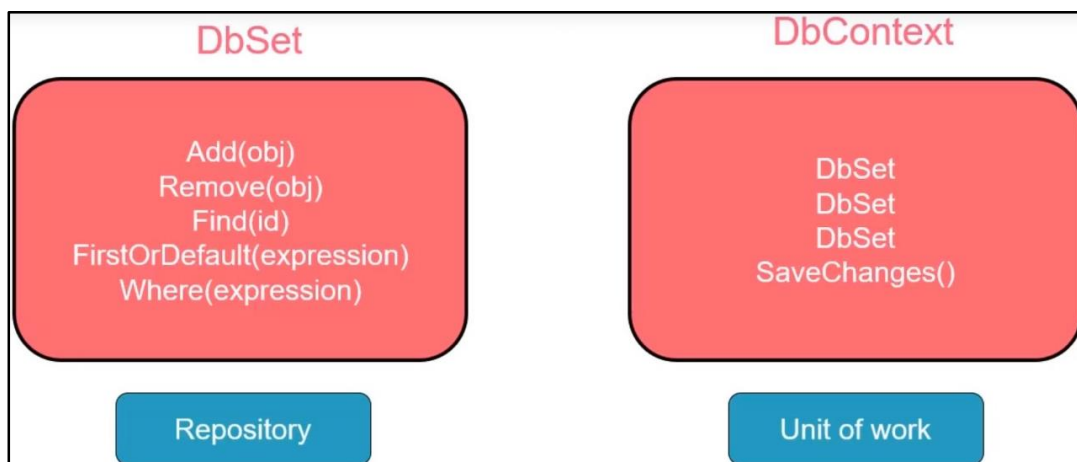 DbSet
Add(obj)
Remove(obj)
Find(id)
FirstOrDefault(expression)
Where(expression)
Repository
DbContext
DbSet
DbSet
DbSet
SaveChanges()
Unit of work